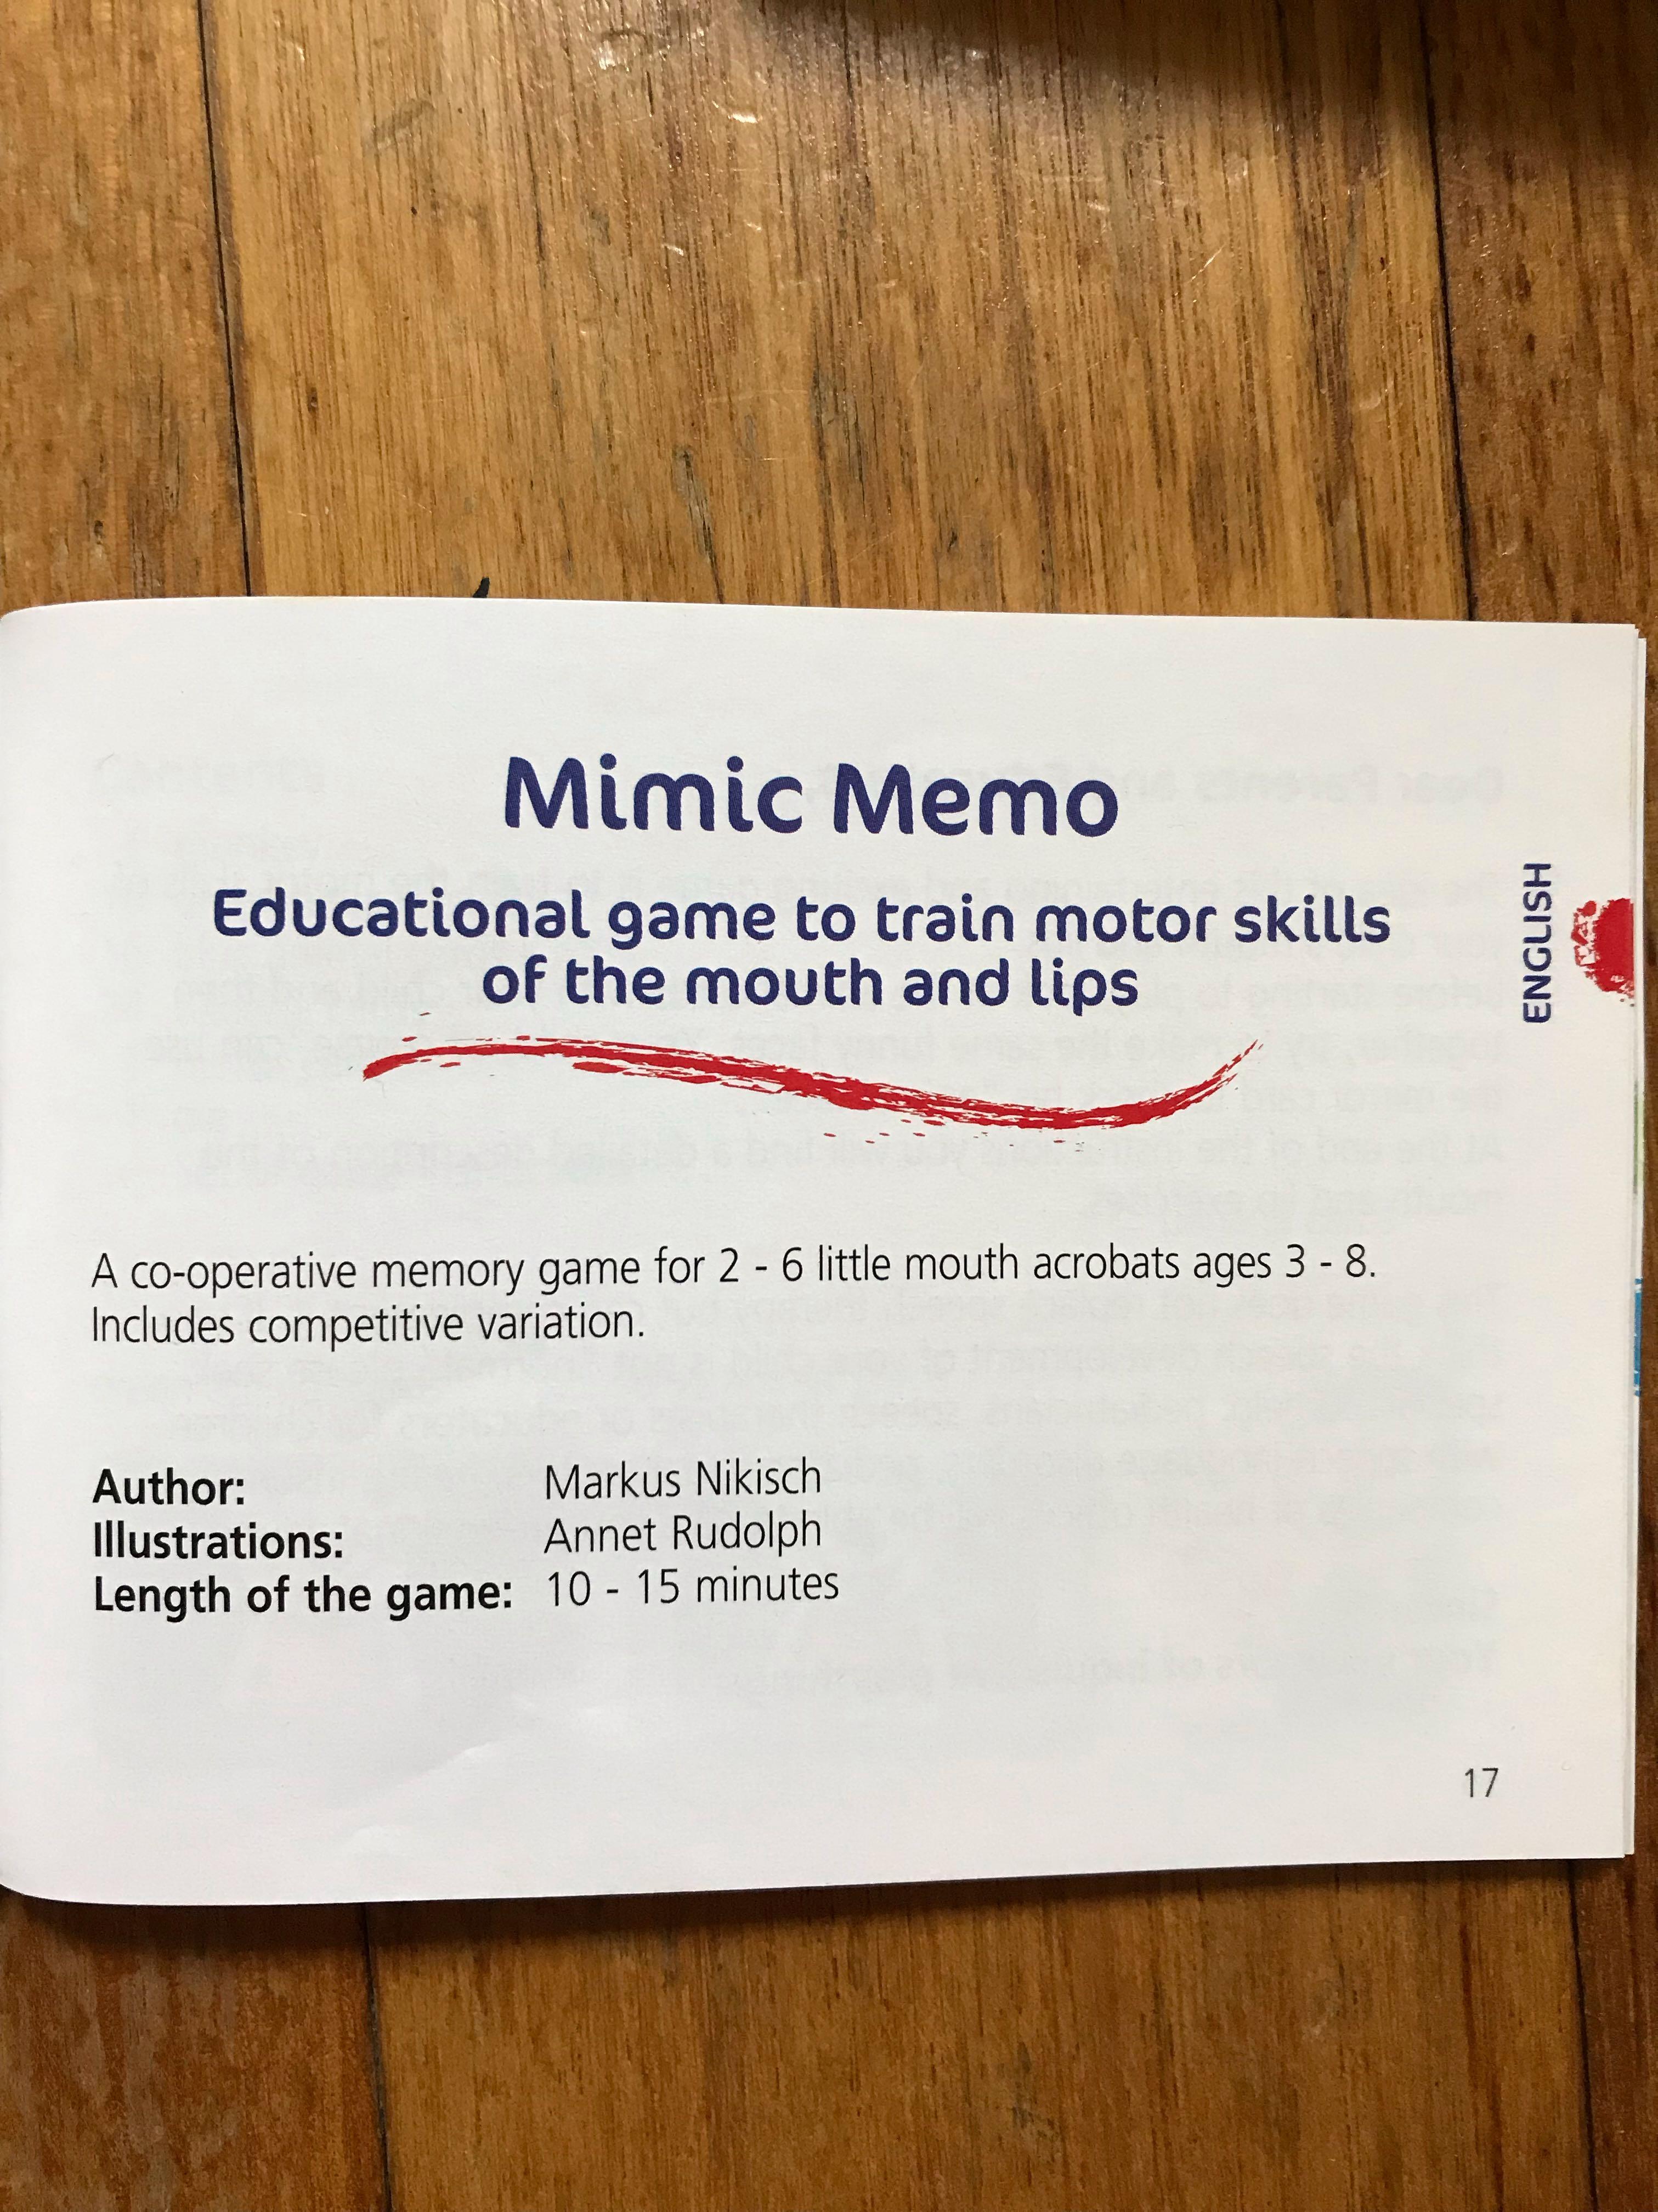 Mimic Memo
Educational game to train motor skills
of the mouth and lips
ENGLISH
A co-operative memory game for 2 - 6 little mouth acrobats ages 3 - 8.
Includes competitive variation.
Author: Markus Nikisch
Illustrations: Annet Rudolph
Length of the game: 10 - 15 minutes
17